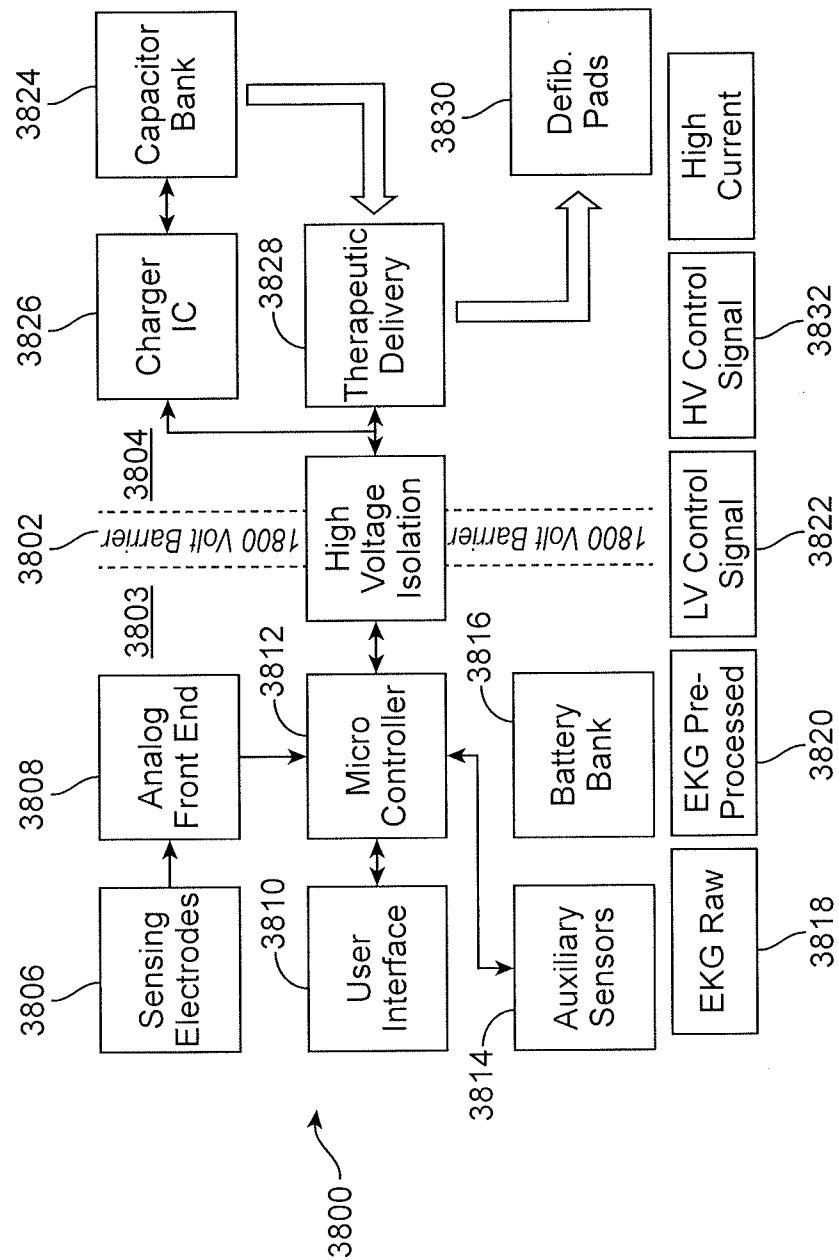 3806
Sensing
Electrodes
3808
Analog
Front End
3802
3803
3804
1800 Volt Barrier
3826
Charger
IC
3824
Capacitor
Bank
3800
3810
User
Interface
3812
Micro
Controller
High
Voltage
Isolation
3828
Therapeutic
Delivery
3814
Auxiliary
Sensors
3816
Battery
Bank
1800 Volt Barrier
3830
Defib.
Pads
EKG Raw
EKG Pre-
Processed
LV Control
Signal
HV Control
Signal
High
Current
3818
3820
3822
3832